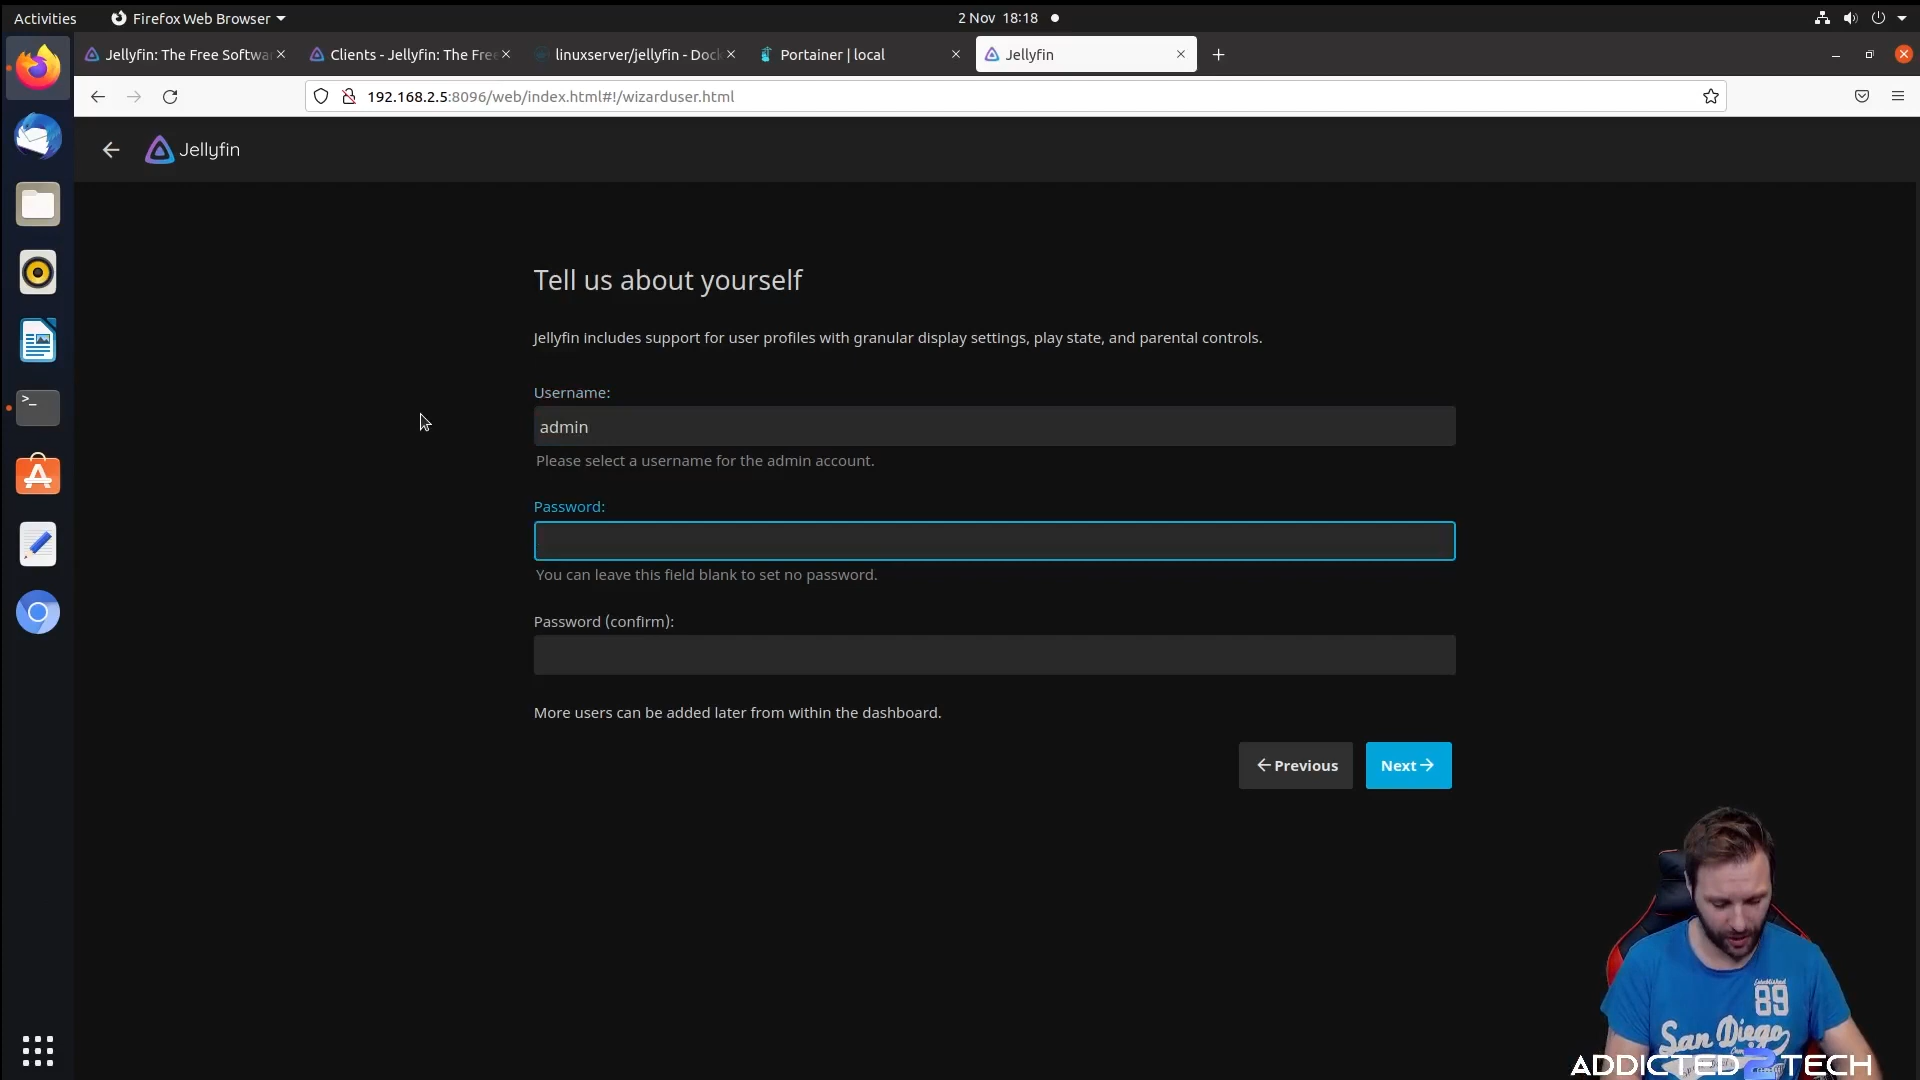 Activities
Firefox Web Browser
2 Nov 18:18
Jellyfin: The Free Softwa
Clients - Jellyfin: The Free
linuxserver/jellyfin - Dock
Portainer | local
Jellyfin
192.168.2.5:8096/web/index.html#!/wizarduser.html
Jellyfin
Tell us about yourself
Jellyfin includes support for user profiles with granular display settings, play state, and parental controls.
Username:
admin
Please select a username for the admin account.
Password:
You can leave this field blank to set no password.
Password (confirm):
More users can be added later from within the dashboard.
Previous
Next
Established
89
San Diego
ADDICTED2TECH